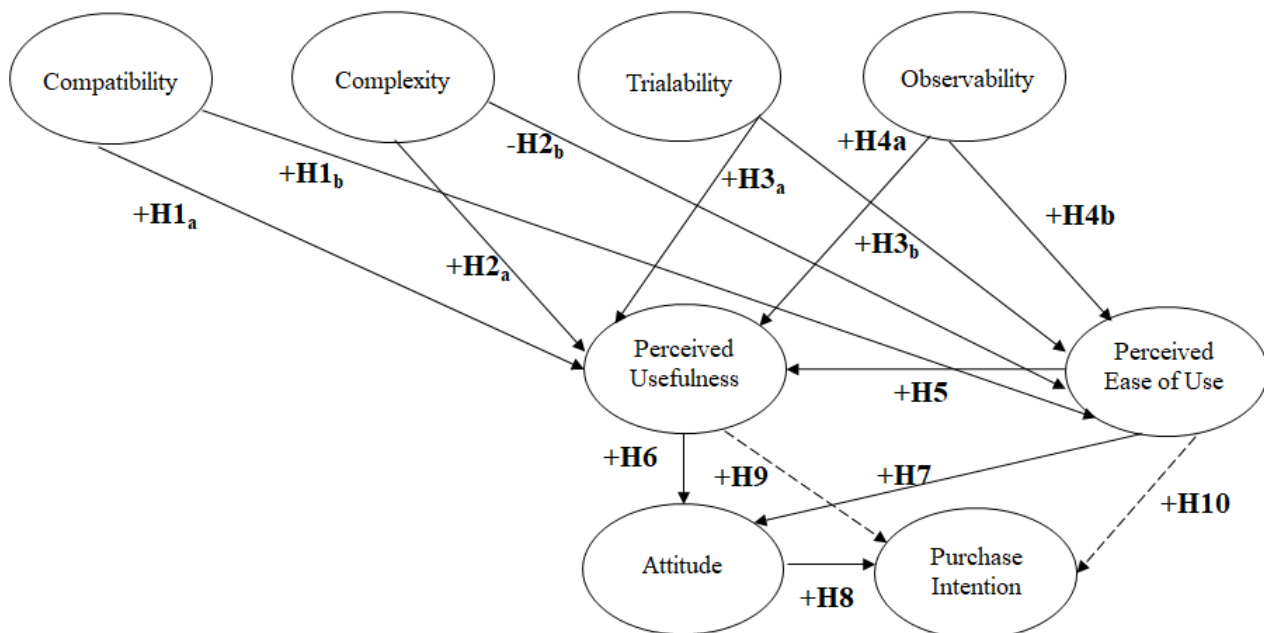 Compatibility
Complexity
Trialability
Observability
-H2b
+H4a
+H1b
+H3a
+H1a
+H4b
+H3b
+H2a
Perceived
Usefulness
Perceived
Ease of Use
+H5
+H6
+H9
+H7
+H10
Attitude
Purchase
Intention
+H8